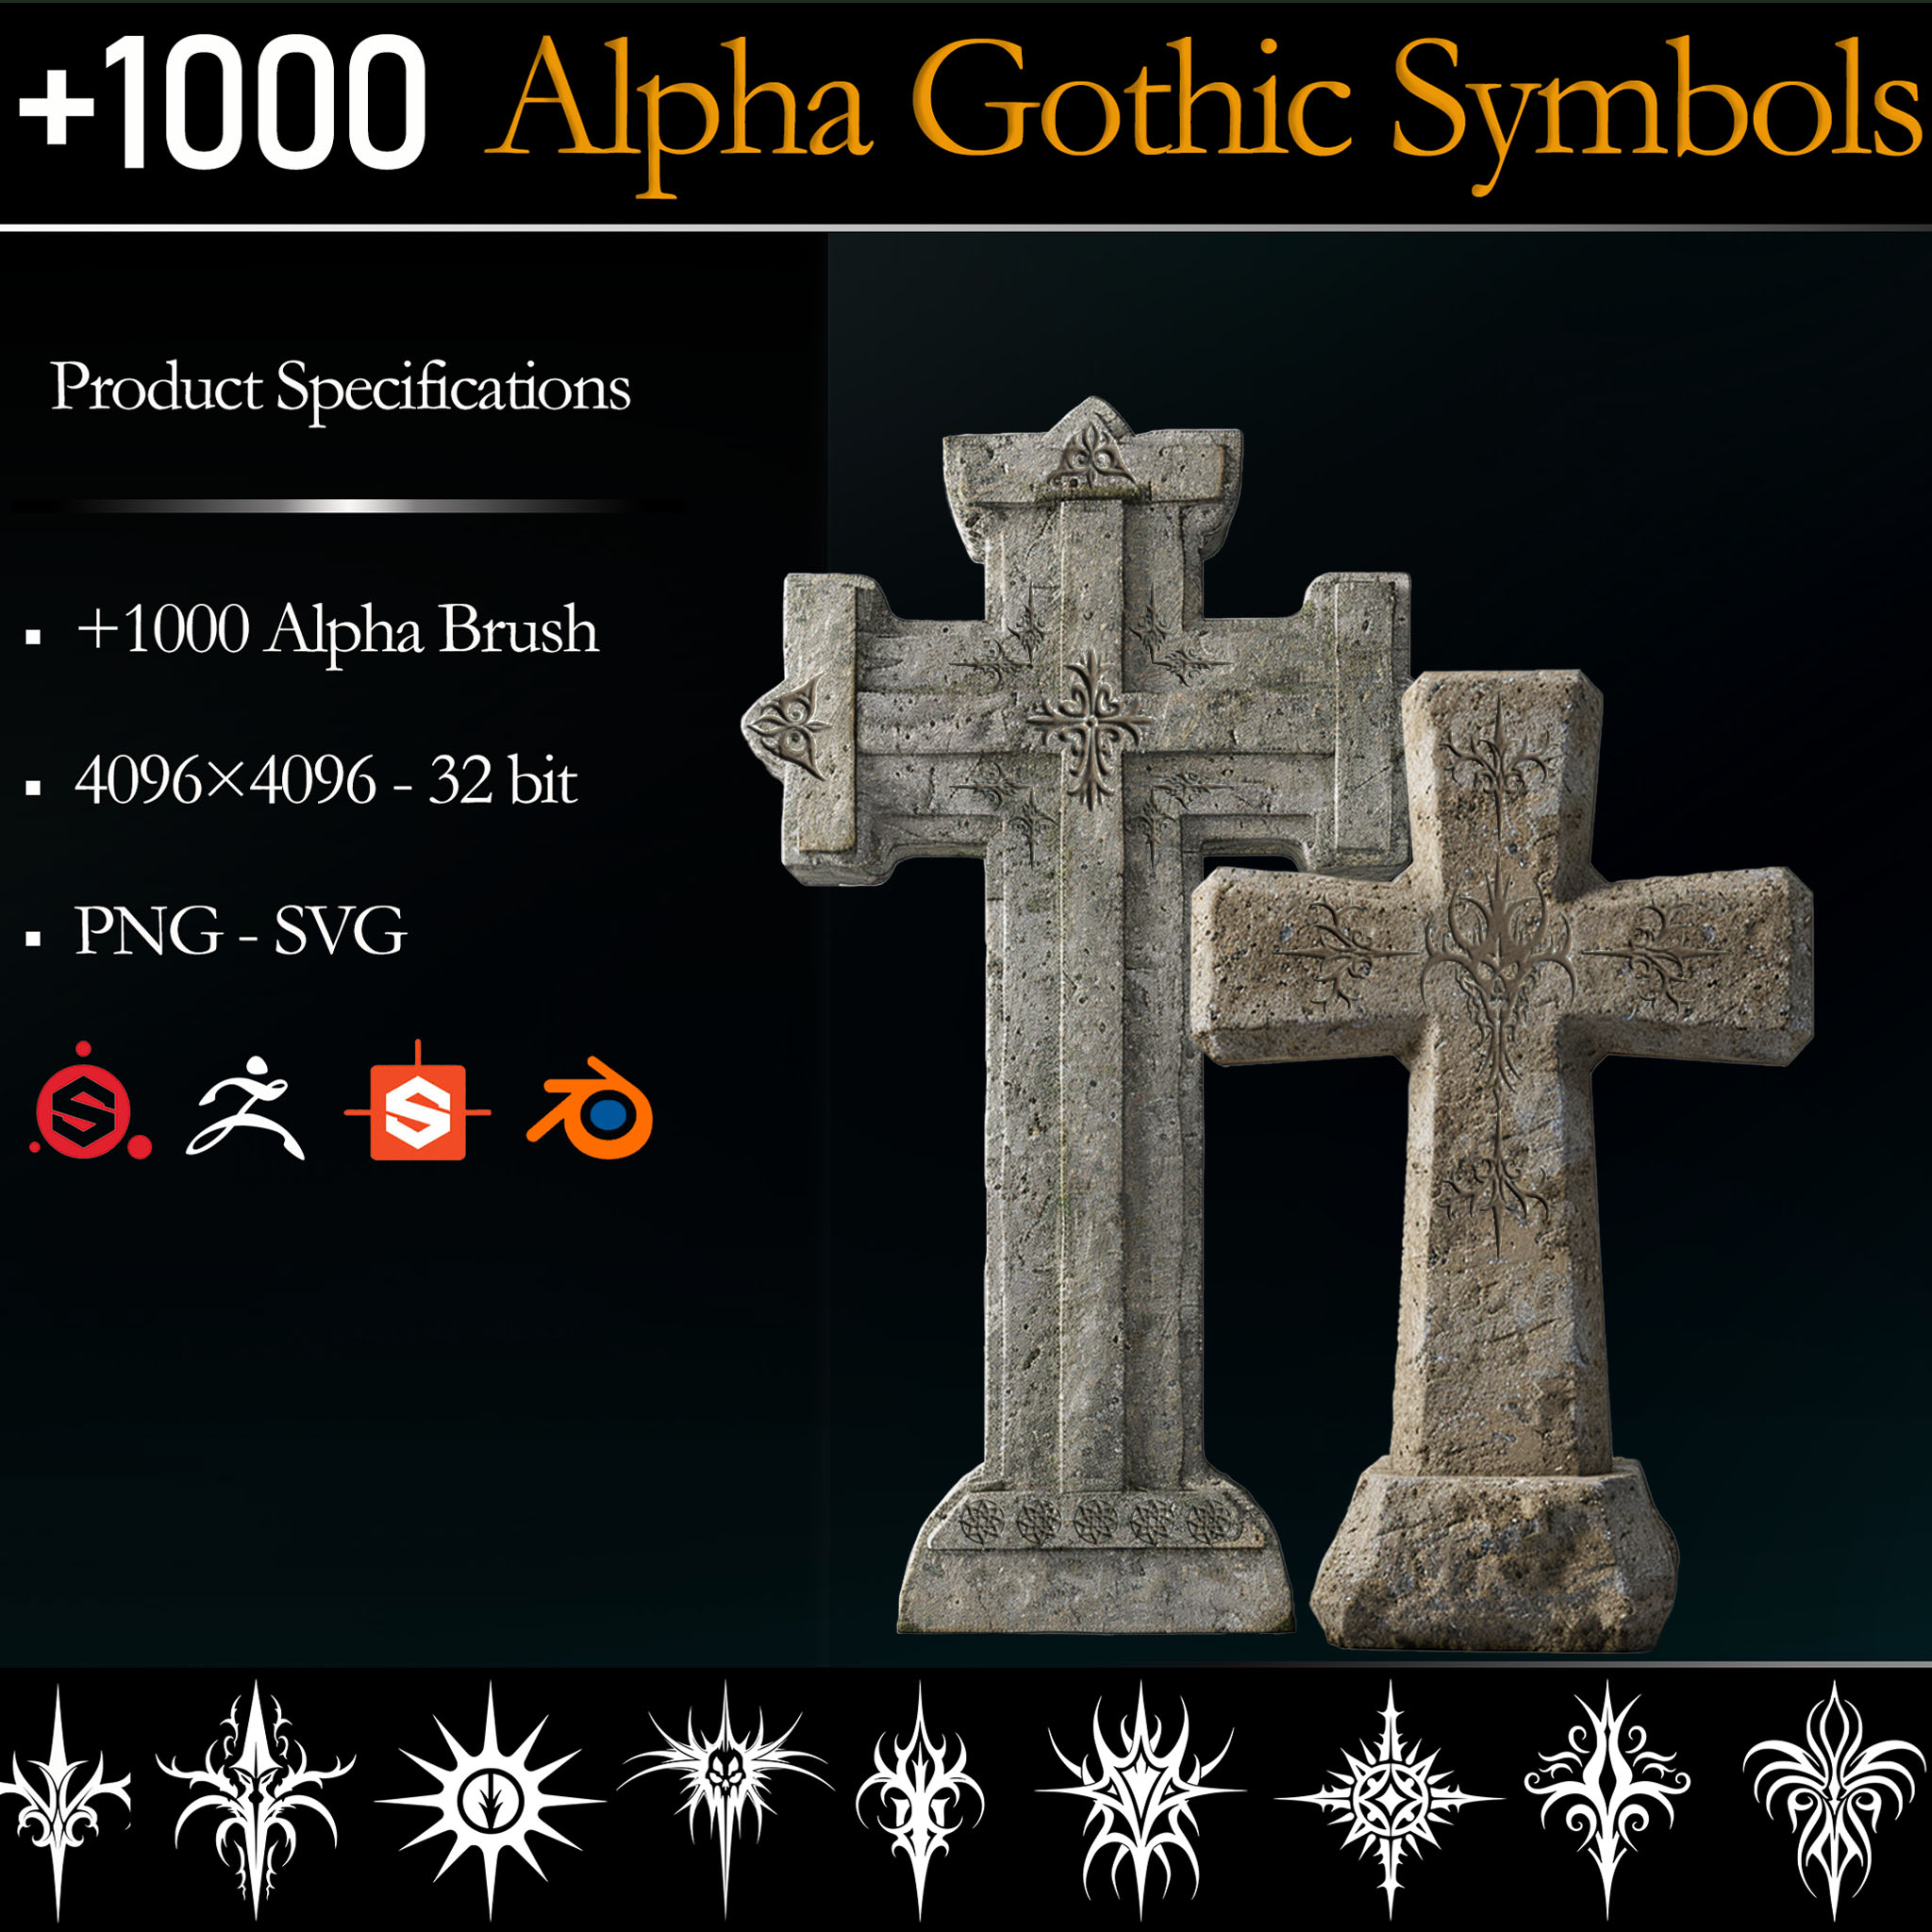 +1000 Alpha Gothic Symbols
Product Specifications
▪ +1000 Alpha Brush
▪ 4096×4096 - 32 bit
▪ PNG - SVG